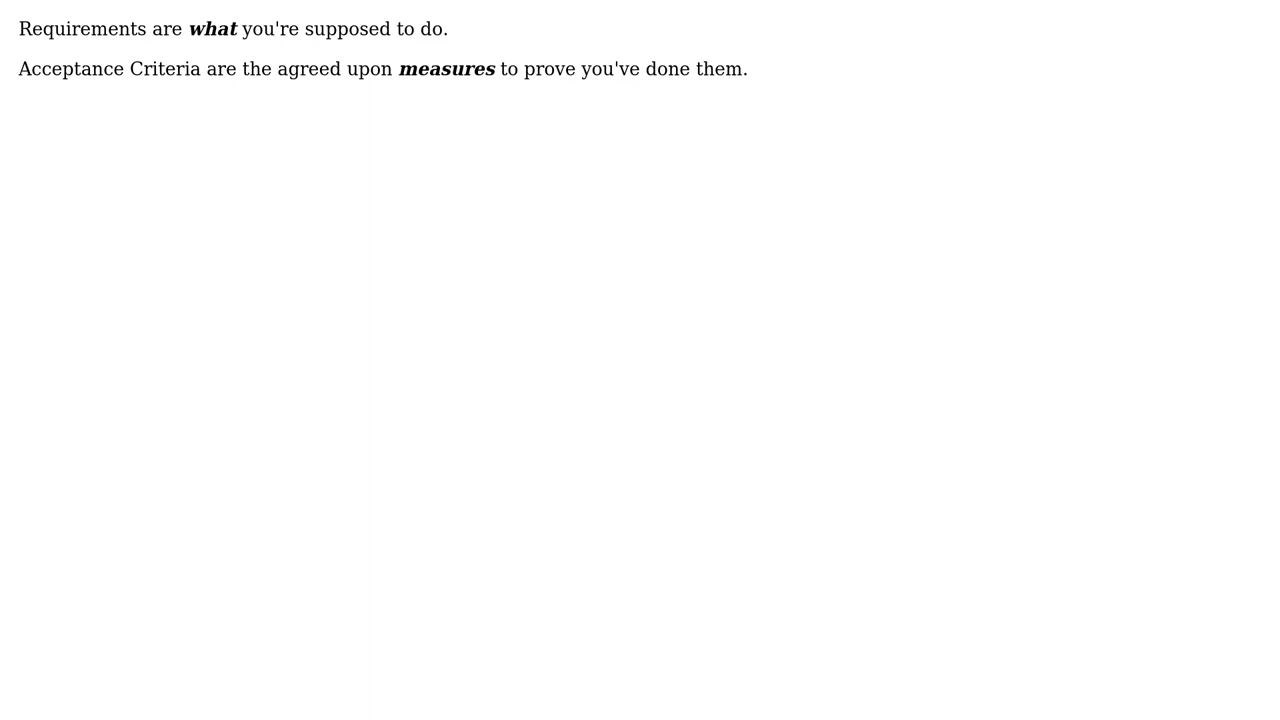 Requirements are what you're supposed to do.
Acceptance Criteria are the agreed upon measures to prove you've done them.